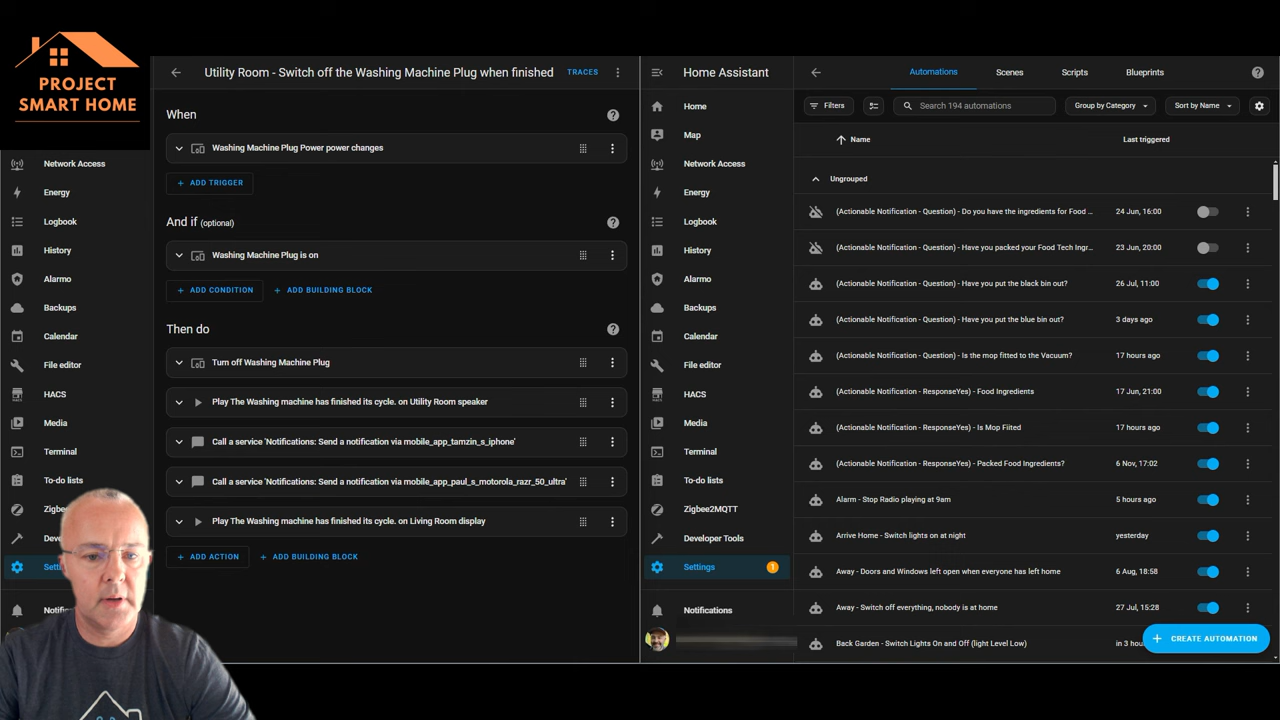 PROJECT
SMART HOME
Utility Room - Switch off the Washing Machine Plug when finished
TRACES
Network Access
Energy
Logbook
History
Alarmo
Backups
Calendar
File editor
HACS
Media
Terminal
To-do lists
When
Washing Machine Plug Power power changes
+ ADD TRIGGER
And if (optional)
Washing Machine Plug is on
+ ADD CONDITION
+ ADD BUILDING BLOCK
Then do
Turn off Washing Machine Plug
Play The Washing machine has finished its cycle. on Utility Room speaker
Call a service 'Notifications: Send a notification via mobile_app_tamzin_s_iphone'
Call a service 'Notifications: Send a notification via mobile_app_paul_s_motorola_razr_50_ultra'
Play The Washing machine has finished its cycle. on Living Room display
+ ADD ACTION
+ ADD BUILDING BLOCK
Home Assistant
Home
Map
Network Access
Energy
Logbook
History
Alarmo
Backups
Calendar
File editor
HACS
Media
Terminal
To-do lists
Zigbee2MQTT
Developer Tools
Settings
1
Notifications
Automations
Scenes
Scripts
Blueprints
Filters
Search 194 automations
Group by Category
Sort by Name
Name
Last triggered
Ungrouped
(Actionable Notification - Question) - Do you have the ingredients for Food ... 24 Jun, 16:00
(Actionable Notification - Question) - Have you packed your Food Tech Ingr... 23 Jun, 20:00
(Actionable Notification - Question) - Have you put the black bin out? 26 Jul, 11:00
(Actionable Notification - Question) - Have you put the blue bin out? 3 days ago
(Actionable Notification - Question) - Is the mop fitted to the Vacuum? 17 hours ago
(Actionable Notification - ResponseYes) - Food Ingredients 17 Jun, 21:00
(Actionable Notification - ResponseYes) - Is Mop Fiited 17 hours ago
(Actionable Notification - ResponseYes) - Packed Food Ingredients? 6 Nov, 17:02
Alarm - Stop Radio playing at 9am 5 hours ago
Arrive Home - Switch lights on at night yesterday
Away - Doors and Windows left open when everyone has left home 6 Aug, 18:58
Away - Switch off everything, nobody is at home 27 Jul, 15:28
Back Garden - Switch Lights On and Off (light Level Low) in 3 hou
+ CREATE AUTOMATION